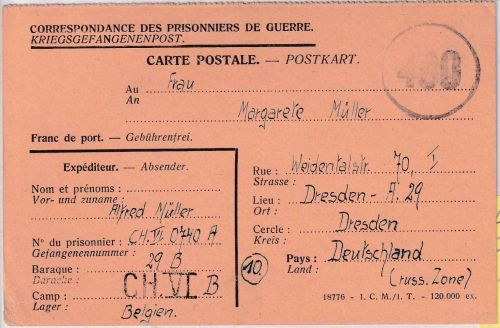 CORRESPONDANCE DES PRISONNIERS DE GUERRE.
KRIEGSGEFANGENENPOST.
CARTE POSTALE. — POSTKART.
400
Au Frau
An
Margarete Müller
Franc de port. — Gebührenfrei.
Expéditeur. — Absender.
Nom et prénoms :
Vor- und zuname :
Alfred Müller
N° du prisonnier : CH.VI 0740 A
Gefangenennummer :
Baraque : 29 B
Baracke :
Camp : CH.VI B
Lager : Belgien.
10
Rue : Weidentalstr. 70, I
Strasse :
Lieu : Dresden - A. 29
Ort :
Cercle : Dresden
Kreis :
Pays : Deutschland
Land : (russ. Zone)
18776 - I. C. M./I. T. - 120.000 ex.